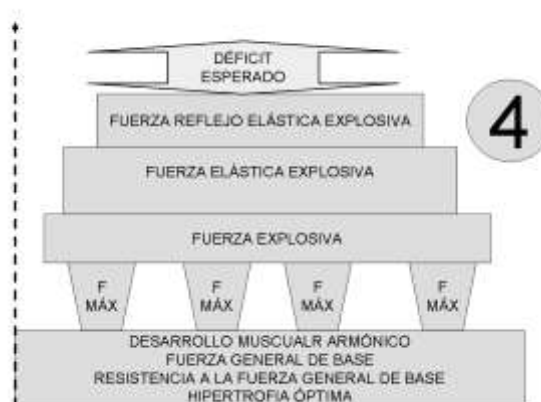 DÉFICIT
ESPERADO
FUERZA REFLEJO ELÁSTICA EXPLOSIVA
4
FUERZA ELÁSTICA EXPLOSIVA
FUERZA EXPLOSIVA
F
MÁX
F
MÁX
F
MÁX
F
MÁX
DESARROLLO MUSCUALR ARMÓNICO
FUERZA GENERAL DE BASE
RESISTENCIA A LA FUERZA GENERAL DE BASE
HIPERTROFIA ÓPTIMA